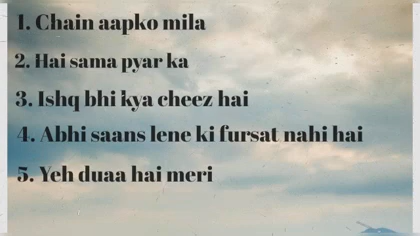 1. Chain aapko mila
2. Hai sama pyar ka
3. Ishq bhi kya cheez hai
4. Abhi saans lene ki fursat nahi hai
5. Yeh duaa hai meri